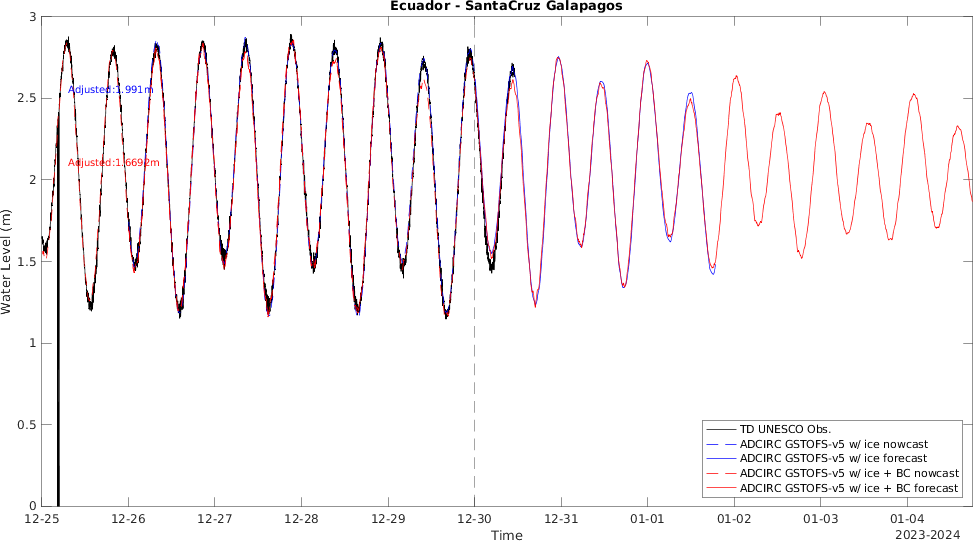 Ecuador - SantaCruz Galapagos
Water Level (m)
3
2.5
2
1.5
1
0.5
0
Adjusted:1.991m
Adjusted:1.6692m
TD UNESCO Obs.
ADCIRC GSTOFS-v5 w/ ice nowcast
ADCIRC GSTOFS-v5 w/ ice forecast
ADCIRC GSTOFS-v5 w/ ice + BC nowcast
ADCIRC GSTOFS-v5 w/ ice + BC forecast
12-25 12-26 12-27 12-28 12-29 12-30 12-31 01-01 01-02 01-03 01-04
Time
2023-2024